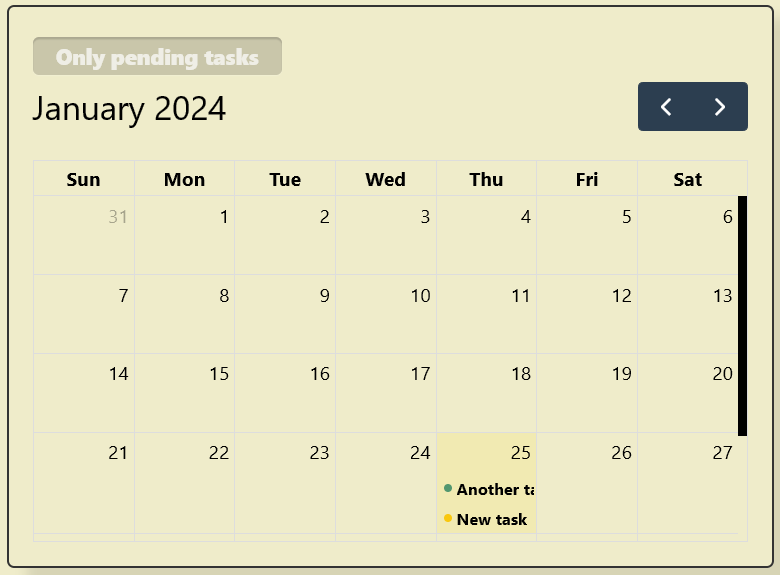 Only pending tasks
January 2024
Sun Mon Tue Wed Thu Fri Sat
31 1 2 3 4 5 6
7 8 9 10 11 12 13
14 15 16 17 18 19 20
21 22 23 24 25 26 27
Another ta
New task